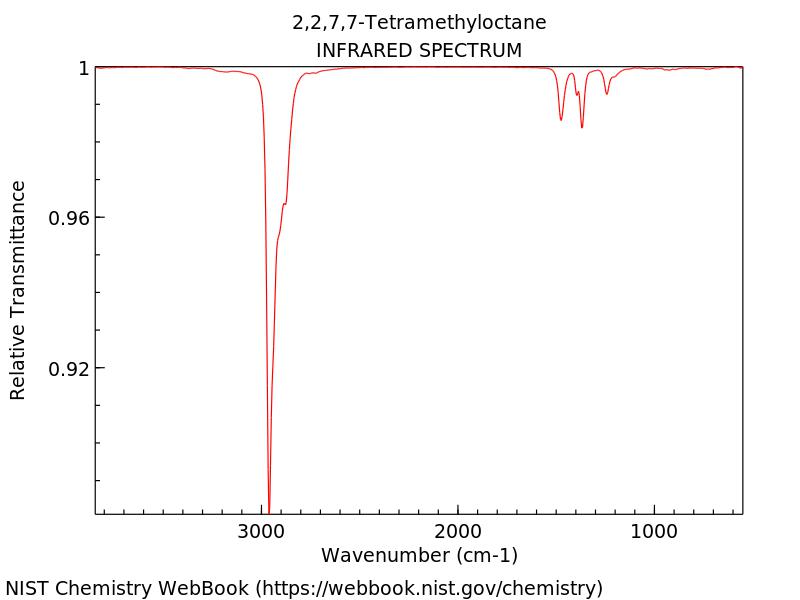 2,2,7,7-Tetramethyloctane
INFRARED SPECTRUM
1
0.96
0.92
Relative Transmittance
3000
2000
1000
Wavenumber (cm-1)
NIST Chemistry WebBook (https://webbook.nist.gov/chemistry)